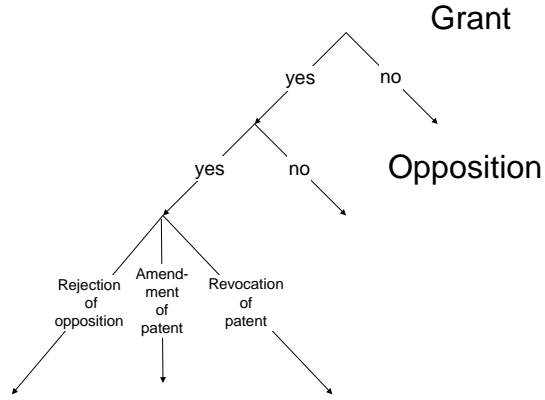 Grant
yes
no
Opposition
yes
no
Rejection
of
opposition
Amend-
ment
of
patent
Revocation
of
patent